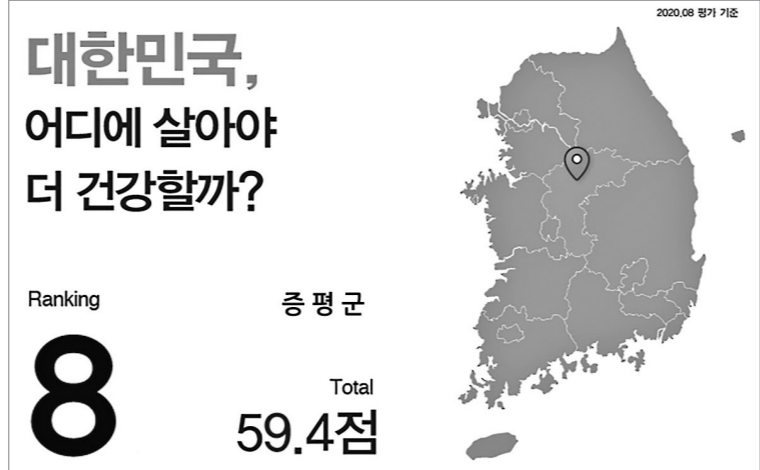 2020.08 평가 기준
대한민국,
어디에 살아야
더 건강할까?
Ranking
증평군
8
Total
59.4점